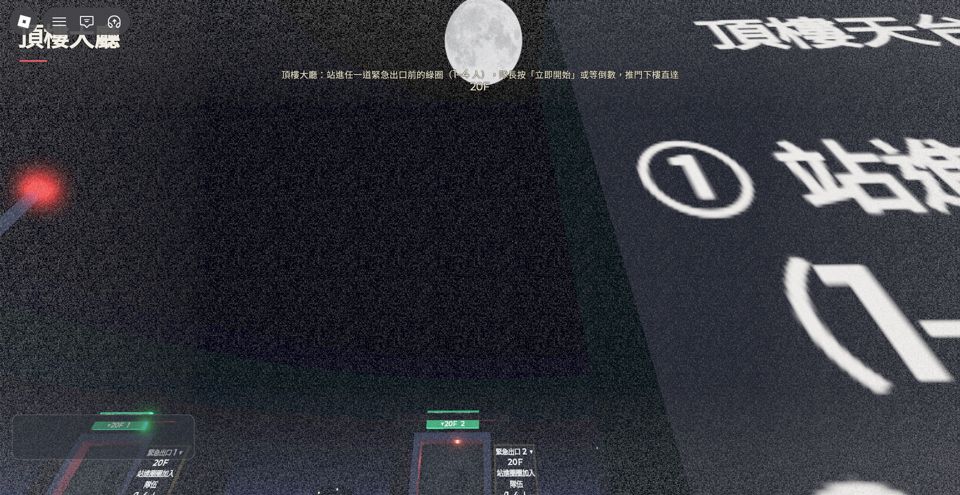 頂樓大廳
頂樓大廳：站進任一道緊急出口前的綠圈（1-4 人），隊長按「立即開始」或等倒數，推門下樓直達
20F
頂樓天台
① 站進
(1-
▼20F 1
▼20F 2
緊急出口 1 ▼
20F
站進圈圈加入
隊伍
緊急出口 2 ▼
20F
站進圈圈加入
隊伍